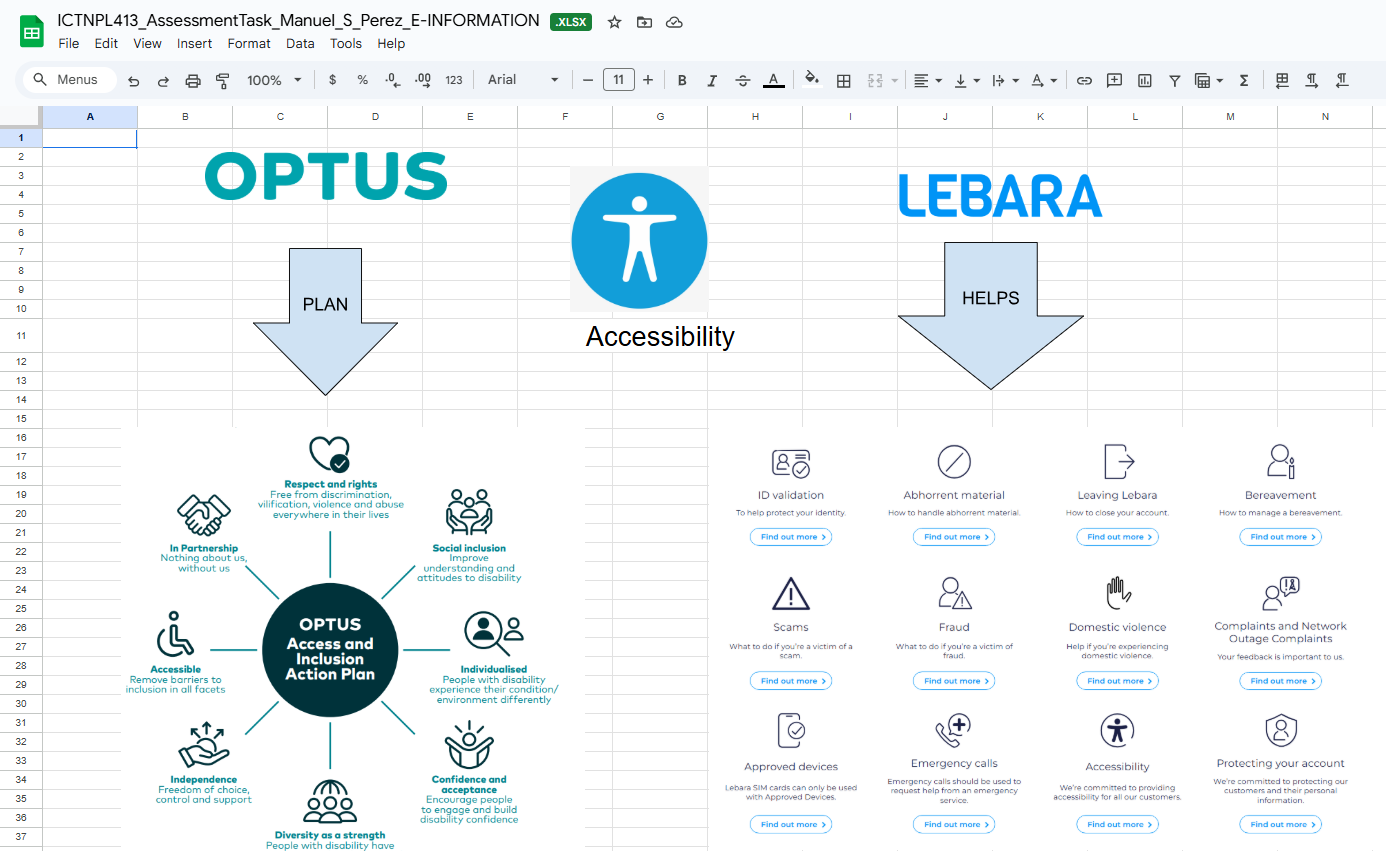 ICTNPL413_AssessmentTask_Manuel_S_Perez_E-INFORMATION .XLSX
File Edit View Insert Format Data Tools Help
Menus 100% $ % .0 .00 123 Arial 11 B I A A Σ
A B C D E F G H I J K L M N
1
2
3
4
5
6
7
8
9
10
11
12
13
14
15
16
17
18
19
20
21
22
23
24
25
26
27
28
29
30
31
32
33
34
35
36
37
OPTUS
PLAN
Accessibility
LEBARA
HELPS
Respect and rights
Free from discrimination,
vilification, violence and abuse
everywhere in their lives
In Partnership
Nothing about us,
without us
Social inclusion
Improve
understanding and
attitudes to disability
OPTUS
Access and
Inclusion
Action Plan
Accessible
Remove barriers to
inclusion in all facets
Individualised
People with disability
experience their condition/
environment differently
Independence
Freedom of choice,
control and support
Confidence and
acceptance
Encourage people
to engage and build
disability confidence
Diversity as a strength
People with disability have
ID validation
To help protect your identity.
Find out more
Abhorrent material
How to handle abhorrent material.
Find out more
Leaving Lebara
How to close your account.
Find out more
Bereavement
How to manage a bereavement.
Find out more
Scams
What to do if you're a victim of a
scam.
Find out more
Fraud
What to do if you're a victim of
fraud.
Find out more
Domestic violence
Help if you're experiencing
domestic violence.
Find out more
Complaints and Network
Outage Complaints
Your feedback is important to us.
Find out more
Approved devices
Lebara SIM cards can only be used
with Approved Devices.
Find out more
Emergency calls
Emergency calls should be used to
request help from an emergency
service.
Find out more
Accessibility
We're committed to providing
accessibility for all our customers.
Find out more
Protecting your account
We're committed to protecting our
customers and their personal
information.
Find out more